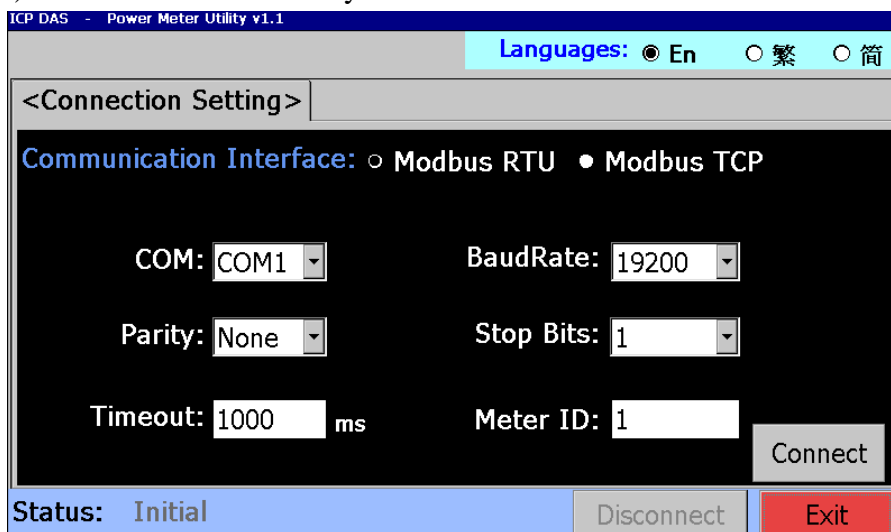 ICP DAS - Power Meter Utility v1.1
Languages: En 繁 简
<Connection Setting>
Communication Interface: Modbus RTU Modbus TCP
COM: COM1 BaudRate: 19200
Parity: None Stop Bits: 1
Timeout: 1000 ms Meter ID: 1
Connect
Status: Initial Disconnect Exit